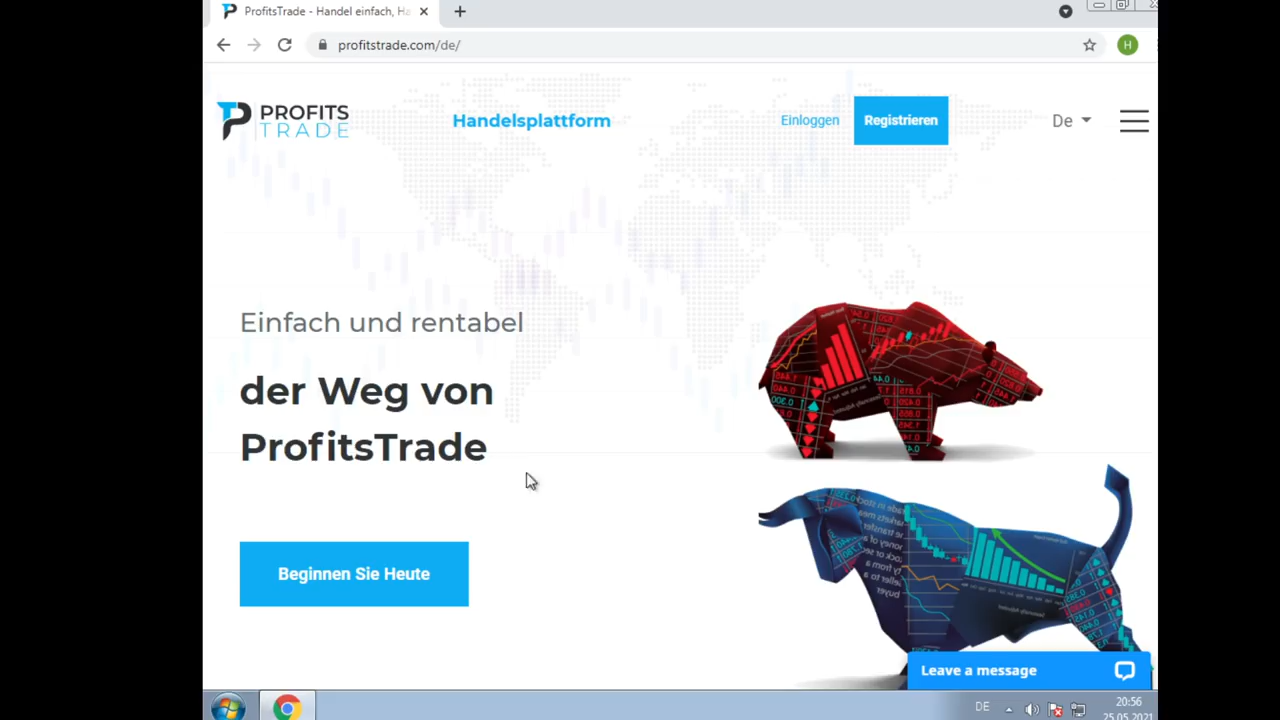 ProfitsTrade - Handel einfach, Ha
profitstrade.com/de/
H
PROFITS
TRADE
Handelsplattform
Einloggen
Registrieren
De
Einfach und rentabel
der Weg von
ProfitsTrade
Beginnen Sie Heute
Leave a message
DE
20:56
25.05.2021